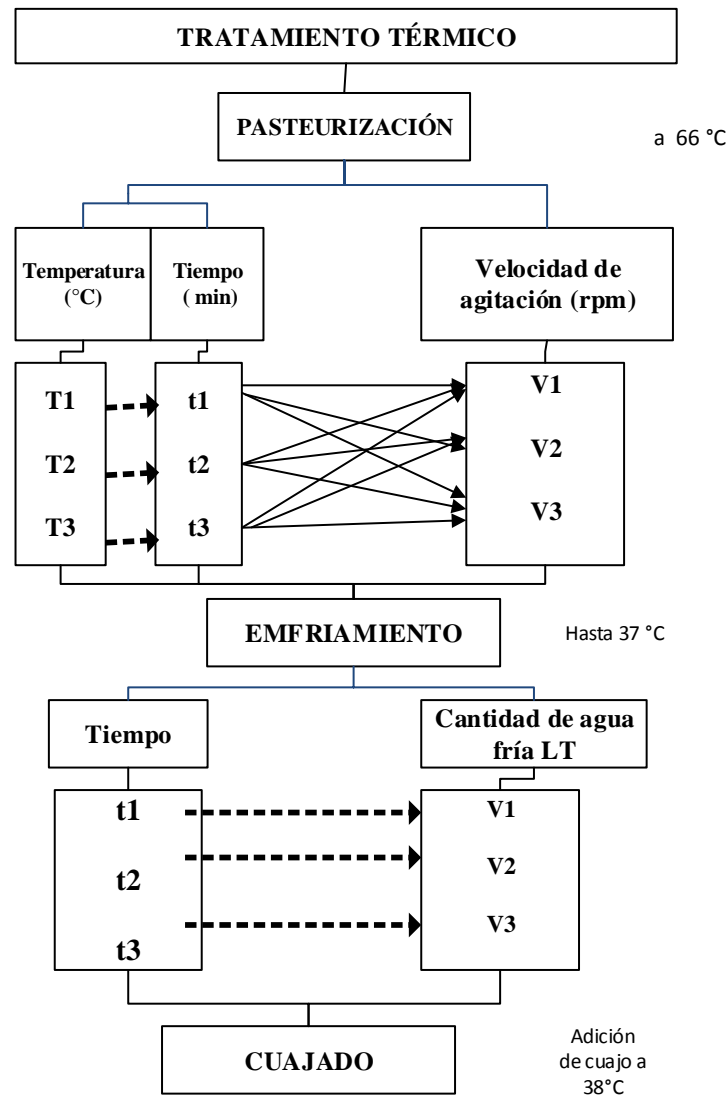 TRATAMIENTO TÉRMICO
PASTEURIZACIÓN
a 66 °C
Temperatura
(°C)
Tiempo
( min)
Velocidad de
agitación (rpm)
T1
T2
T3
t1
t2
t3
V1
V2
V3
EMFRIAMIENTO
Hasta 37 °C
Tiempo
Cantidad de agua
fría LT
t1
t2
t3
V1
V2
V3
CUAJADO
Adición
de cuajo a
38°C